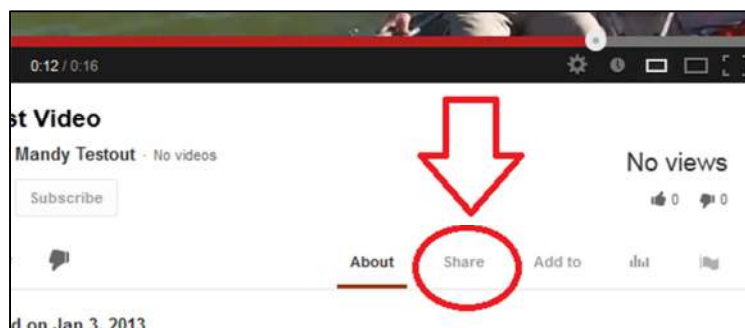 0:12 / 0:16
st Video
Mandy Testout · No videos
No views
Subscribe
0 0
About Share Add to
d on Jan 3, 2013